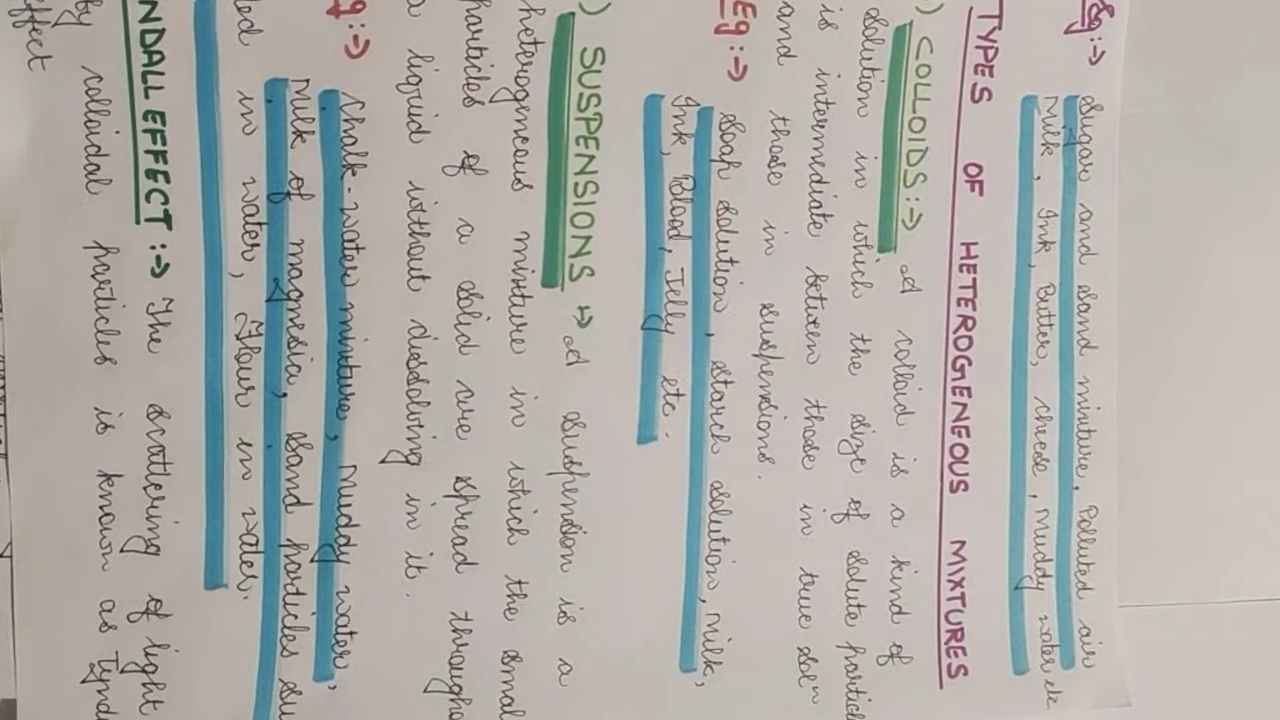 Eg :→ Sugar and sand mixture, Polluted air
Milk, Ink, Butter, cheese, Muddy water etc
TYPES OF HETEROGENEOUS MIXTURES
) COLLOIDS :→ A colloid is a kind of
solution in which the size of solute partic
is intermediate between those in true solⁿ
and those in suspensions.
Eg :→ Soap solution, starch solution, milk,
Ink, Blood, Jelly etc.
) SUSPENSIONS → A suspension is a
heterogeneous mixture in which the smal
particles of a solid are spread througho
a liquid without dissolving in it.
g :→ Chalk-water mixture, Muddy water,
Milk of magnesia, Sand particles su
ded in water, Flour in water.
NDALL EFFECT :→ The scattering of light
by colloidal particles is known as Tynd
effect